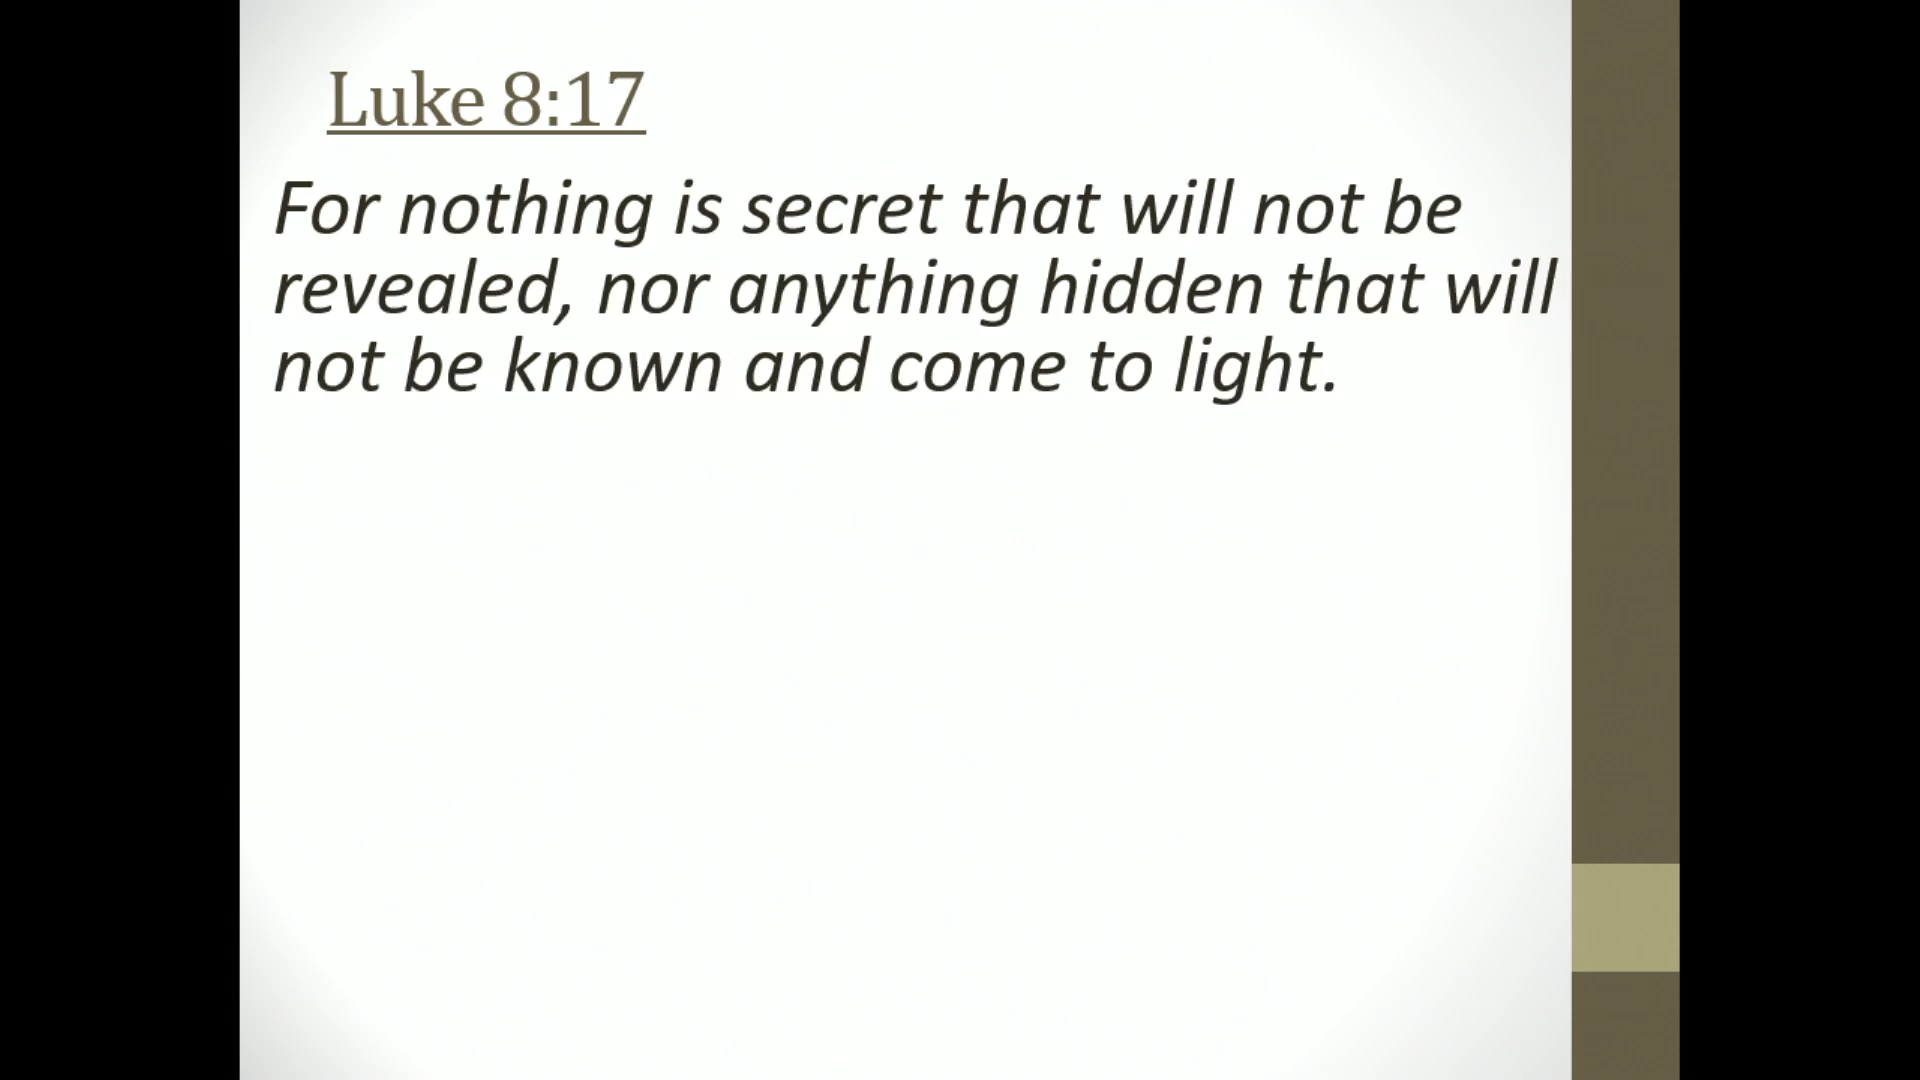 Luke 8:17
For nothing is secret that will not be
revealed, nor anything hidden that will
not be known and come to light.